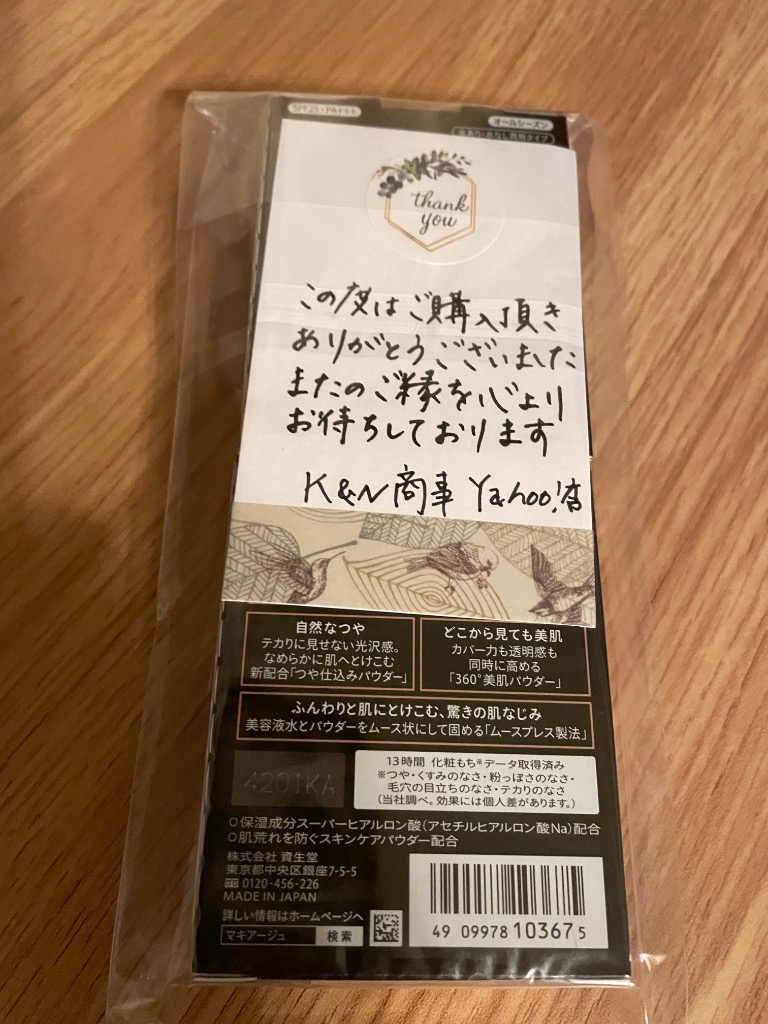 SPF25・PA+++
オールシーズン
水あり・水なし両用タイプ
thank
you
この度はご購入頂き
ありがとうございました
またのご縁を心より
お待ちしております
K&N商事 Yahoo!店
自然なつや
テカリに見せない光沢感。
なめらかに肌へとけこむ
新配合「つや仕込みパウダー」
どこから見ても美肌
カバー力も透明感も
同時に高める
「360°美肌パウダー」
ふんわりと肌にとけこむ、驚きの肌なじみ
美容液水とパウダーをムース状にして固める「ムースプレス製法」
4201KA
13時間 化粧もち※データ取得済み
※つや・くすみのなさ・粉っぽさのなさ・
毛穴の目立ちのなさ・テカリのなさ
(当社調べ。効果には個人差があります。)
○保湿成分スーパーヒアルロン酸(アセチルヒアルロン酸Na)配合
○肌荒れを防ぐスキンケアパウダー配合
株式会社 資生堂
東京都中央区銀座7-5-5
0120-456-226
MADE IN JAPAN
詳しい情報はホームページへ
マキアージュ 検索
49 09978 10367 5